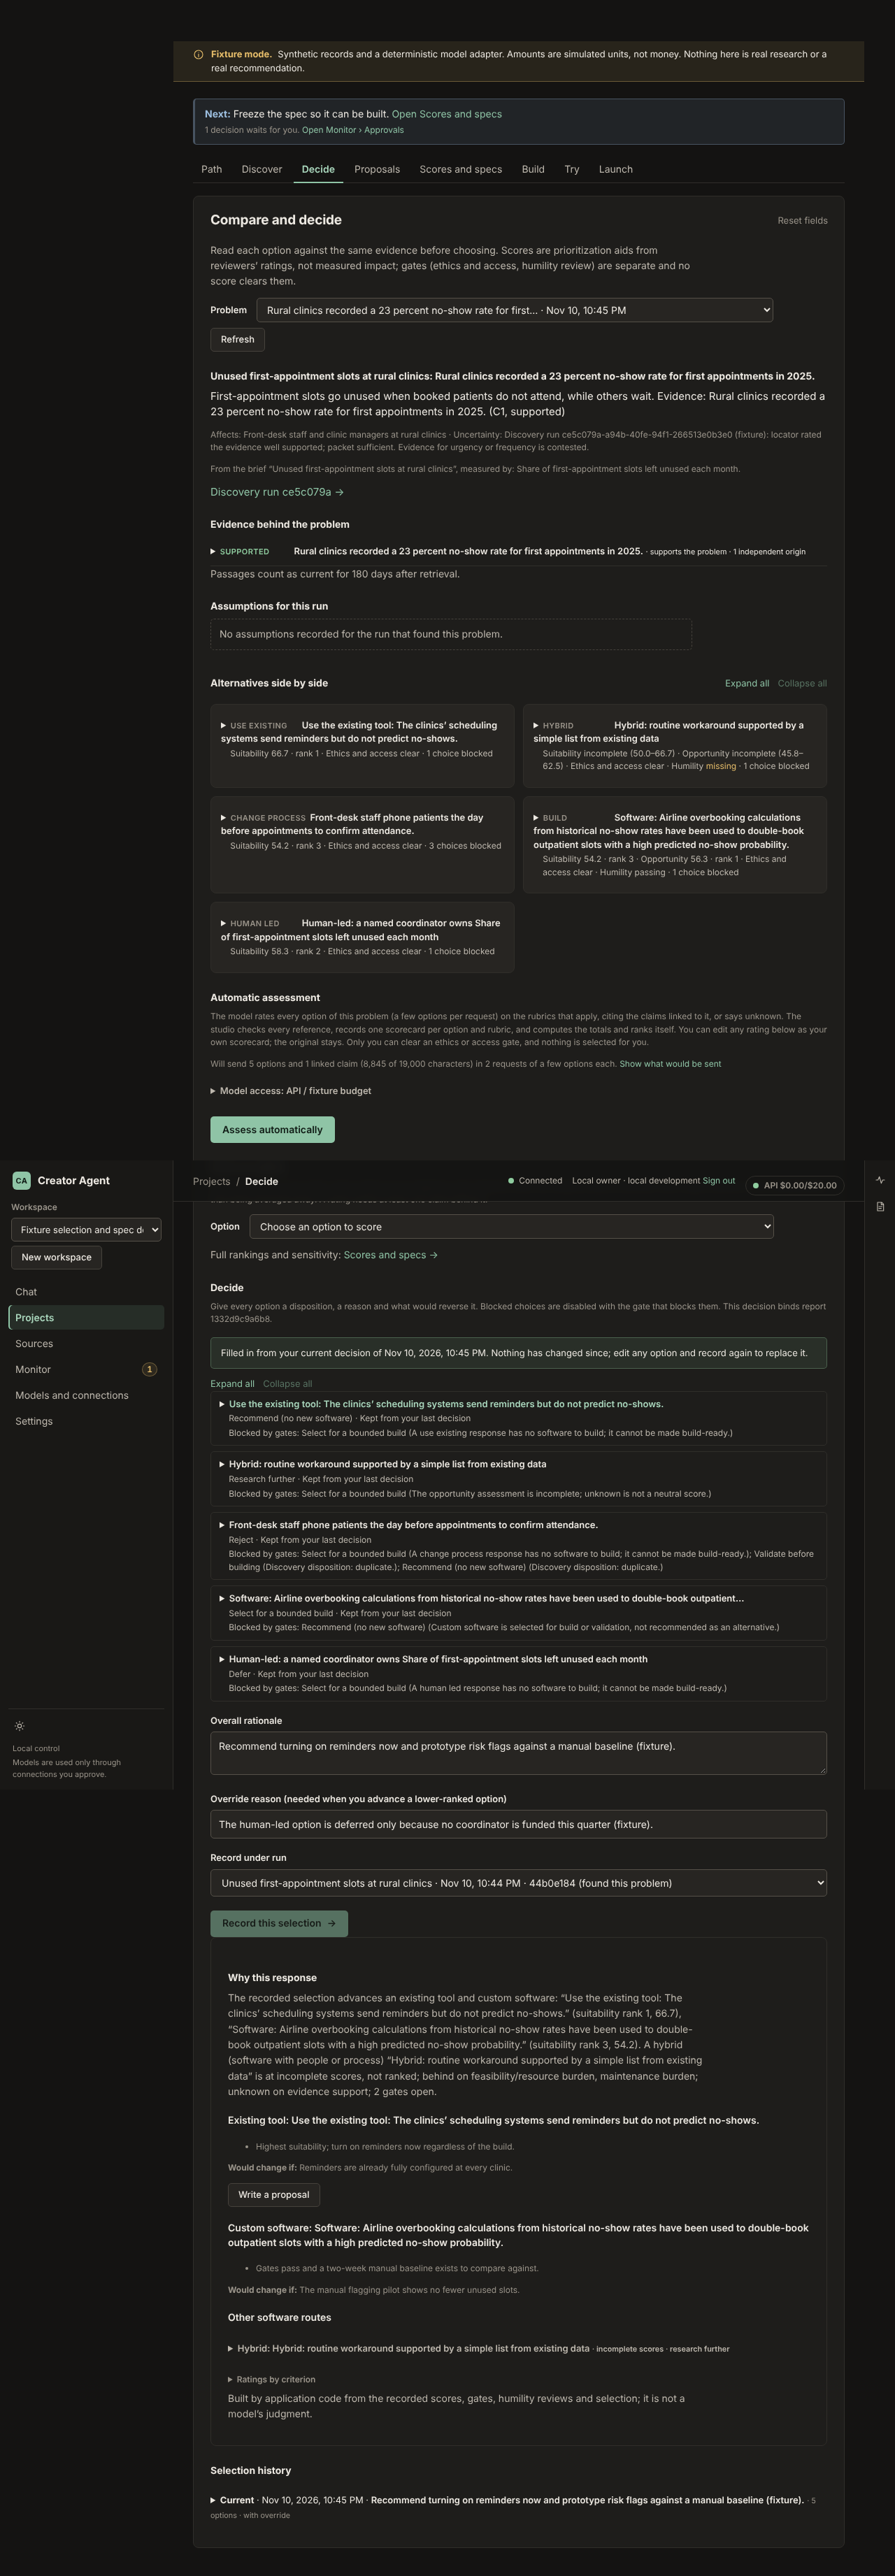 Fixture mode. Synthetic records and a deterministic model adapter. Amounts are simulated units, not money. Nothing here is real research or a
real recommendation.
Next: Freeze the spec so it can be built. Open Scores and specs
1 decision waits for you. Open Monitor › Approvals
Path Discover Decide Proposals Scores and specs Build Try Launch
Compare and decide
Reset fields
Read each option against the same evidence before choosing. Scores are prioritization aids from
reviewers’ ratings, not measured impact; gates (ethics and access, humility review) are separate and no
score clears them.
Problem Rural clinics recorded a 23 percent no-show rate for first... · Nov 10, 10:45 PM
Refresh
Unused first-appointment slots at rural clinics: Rural clinics recorded a 23 percent no-show rate for first appointments in 2025.
First-appointment slots go unused when booked patients do not attend, while others wait. Evidence: Rural clinics recorded a
23 percent no-show rate for first appointments in 2025. (C1, supported)
Affects: Front-desk staff and clinic managers at rural clinics · Uncertainty: Discovery run ce5c079a-a94b-40fe-94f1-266513e0b3e0 (fixture): locator rated
the evidence well supported; packet sufficient. Evidence for urgency or frequency is contested.
From the brief “Unused first-appointment slots at rural clinics”, measured by: Share of first-appointment slots left unused each month.
Discovery run ce5c079a →
Evidence behind the problem
SUPPORTED Rural clinics recorded a 23 percent no-show rate for first appointments in 2025. · supports the problem · 1 independent origin
Passages count as current for 180 days after retrieval.
Assumptions for this run
No assumptions recorded for the run that found this problem.
Alternatives side by side
Expand all Collapse all
USE EXISTING Use the existing tool: The clinics’ scheduling
systems send reminders but do not predict no-shows.
Suitability 66.7 · rank 1 · Ethics and access clear · 1 choice blocked
HYBRID Hybrid: routine workaround supported by a
simple list from existing data
Suitability incomplete (50.0–66.7) · Opportunity incomplete (45.8–
62.5) · Ethics and access clear · Humility missing · 1 choice blocked
CHANGE PROCESS Front-desk staff phone patients the day
before appointments to confirm attendance.
Suitability 54.2 · rank 3 · Ethics and access clear · 3 choices blocked
BUILD Software: Airline overbooking calculations
from historical no-show rates have been used to double-book
outpatient slots with a high predicted no-show probability.
Suitability 54.2 · rank 3 · Opportunity 56.3 · rank 1 · Ethics and
access clear · Humility passing · 1 choice blocked
HUMAN LED Human-led: a named coordinator owns Share
of first-appointment slots left unused each month
Suitability 58.3 · rank 2 · Ethics and access clear · 1 choice blocked
Automatic assessment
The model rates every option of this problem (a few options per request) on the rubrics that apply, citing the claims linked to it, or says unknown. The
studio checks every reference, records one scorecard per option and rubric, and computes the totals and ranks itself. You can edit any rating below as your
own scorecard; the original stays. Only you can clear an ethics or access gate, and nothing is selected for you.
Will send 5 options and 1 linked claim (8,845 of 19,000 characters) in 2 requests of a few options each. Show what would be sent
Model access: API / fixture budget
Assess automatically
CA Creator Agent
Workspace
Fixture selection and spec de
New workspace
Chat
Projects
Sources
Monitor 1
Models and connections
Settings
Local control
Models are used only through
connections you approve.
Projects / Decide
Connected Local owner · local development Sign out API $0.00/$20.00
Option Choose an option to score
Full rankings and sensitivity: Scores and specs →
Decide
Give every option a disposition, a reason and what would reverse it. Blocked choices are disabled with the gate that blocks them. This decision binds report
1332d9c9a6b8.
Filled in from your current decision of Nov 10, 2026, 10:45 PM. Nothing has changed since; edit any option and record again to replace it.
Expand all Collapse all
Use the existing tool: The clinics’ scheduling systems send reminders but do not predict no-shows.
Recommend (no new software) · Kept from your last decision
Blocked by gates: Select for a bounded build (A use existing response has no software to build; it cannot be made build-ready.)
Hybrid: routine workaround supported by a simple list from existing data
Research further · Kept from your last decision
Blocked by gates: Select for a bounded build (The opportunity assessment is incomplete; unknown is not a neutral score.)
Front-desk staff phone patients the day before appointments to confirm attendance.
Reject · Kept from your last decision
Blocked by gates: Select for a bounded build (A change process response has no software to build; it cannot be made build-ready.); Validate before
building (Discovery disposition: duplicate.); Recommend (no new software) (Discovery disposition: duplicate.)
Software: Airline overbooking calculations from historical no-show rates have been used to double-book outpatient...
Select for a bounded build · Kept from your last decision
Blocked by gates: Recommend (no new software) (Custom software is selected for build or validation, not recommended as an alternative.)
Human-led: a named coordinator owns Share of first-appointment slots left unused each month
Defer · Kept from your last decision
Blocked by gates: Select for a bounded build (A human led response has no software to build; it cannot be made build-ready.)
Overall rationale
Recommend turning on reminders now and prototype risk flags against a manual baseline (fixture).
Override reason (needed when you advance a lower-ranked option)
The human-led option is deferred only because no coordinator is funded this quarter (fixture).
Record under run
Unused first-appointment slots at rural clinics · Nov 10, 10:44 PM · 44b0e184 (found this problem)
Record this selection →
Why this response
The recorded selection advances an existing tool and custom software: “Use the existing tool: The
clinics’ scheduling systems send reminders but do not predict no-shows.” (suitability rank 1, 66.7),
“Software: Airline overbooking calculations from historical no-show rates have been used to double-
book outpatient slots with a high predicted no-show probability.” (suitability rank 3, 54.2). A hybrid
(software with people or process) “Hybrid: routine workaround supported by a simple list from existing
data” is at incomplete scores, not ranked; behind on feasibility/resource burden, maintenance burden;
unknown on evidence support; 2 gates open.
Existing tool: Use the existing tool: The clinics’ scheduling systems send reminders but do not predict no-shows.
• Highest suitability; turn on reminders now regardless of the build.
Would change if: Reminders are already fully configured at every clinic.
Write a proposal
Custom software: Software: Airline overbooking calculations from historical no-show rates have been used to double-book
outpatient slots with a high predicted no-show probability.
• Gates pass and a two-week manual baseline exists to compare against.
Would change if: The manual flagging pilot shows no fewer unused slots.
Other software routes
Hybrid: Hybrid: routine workaround supported by a simple list from existing data · incomplete scores · research further
Ratings by criterion
Built by application code from the recorded scores, gates, humility reviews and selection; it is not a
model’s judgment.
Selection history
Current · Nov 10, 2026, 10:45 PM · Recommend turning on reminders now and prototype risk flags against a manual baseline (fixture). · 5
options · with override